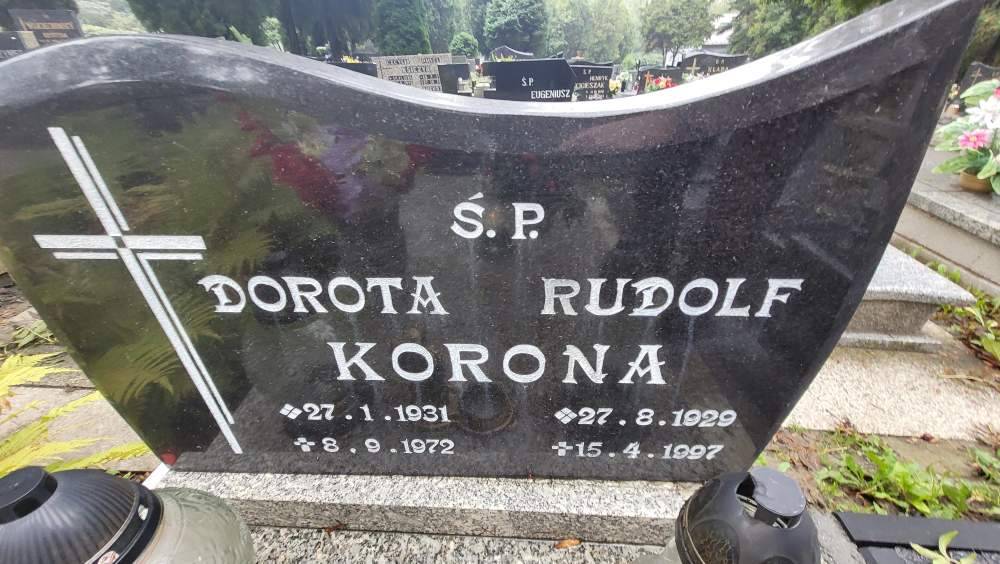 Ś.P.
EUGENIUSZ
Ś.P.
DOROTA RUDOLF
KORONA
27.1.1931 27.8.1929
8.9.1972 15.4.1997